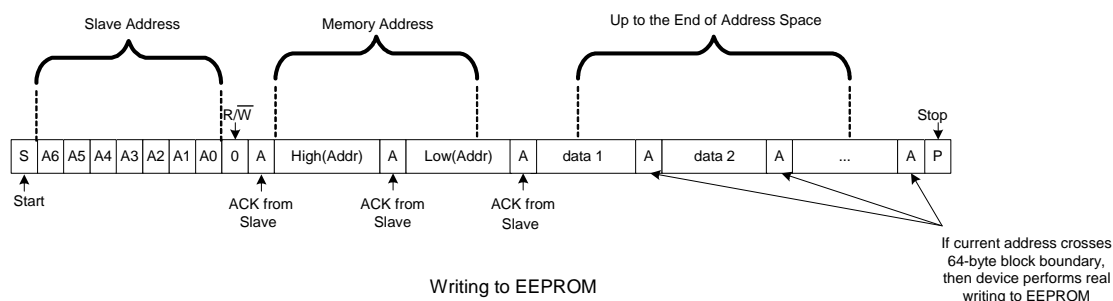 Slave Address
Memory Address
Up to the End of Address Space
R/W
Stop
S A6 A5 A4 A3 A2 A1 A0 0 A High(Addr) A Low(Addr) A data 1 A data 2 A ... A P
Start
ACK from
Slave
ACK from
Slave
ACK from
Slave
If current address crosses
64-byte block boundary,
then device performs real
writing to EEPROM
Writing to EEPROM